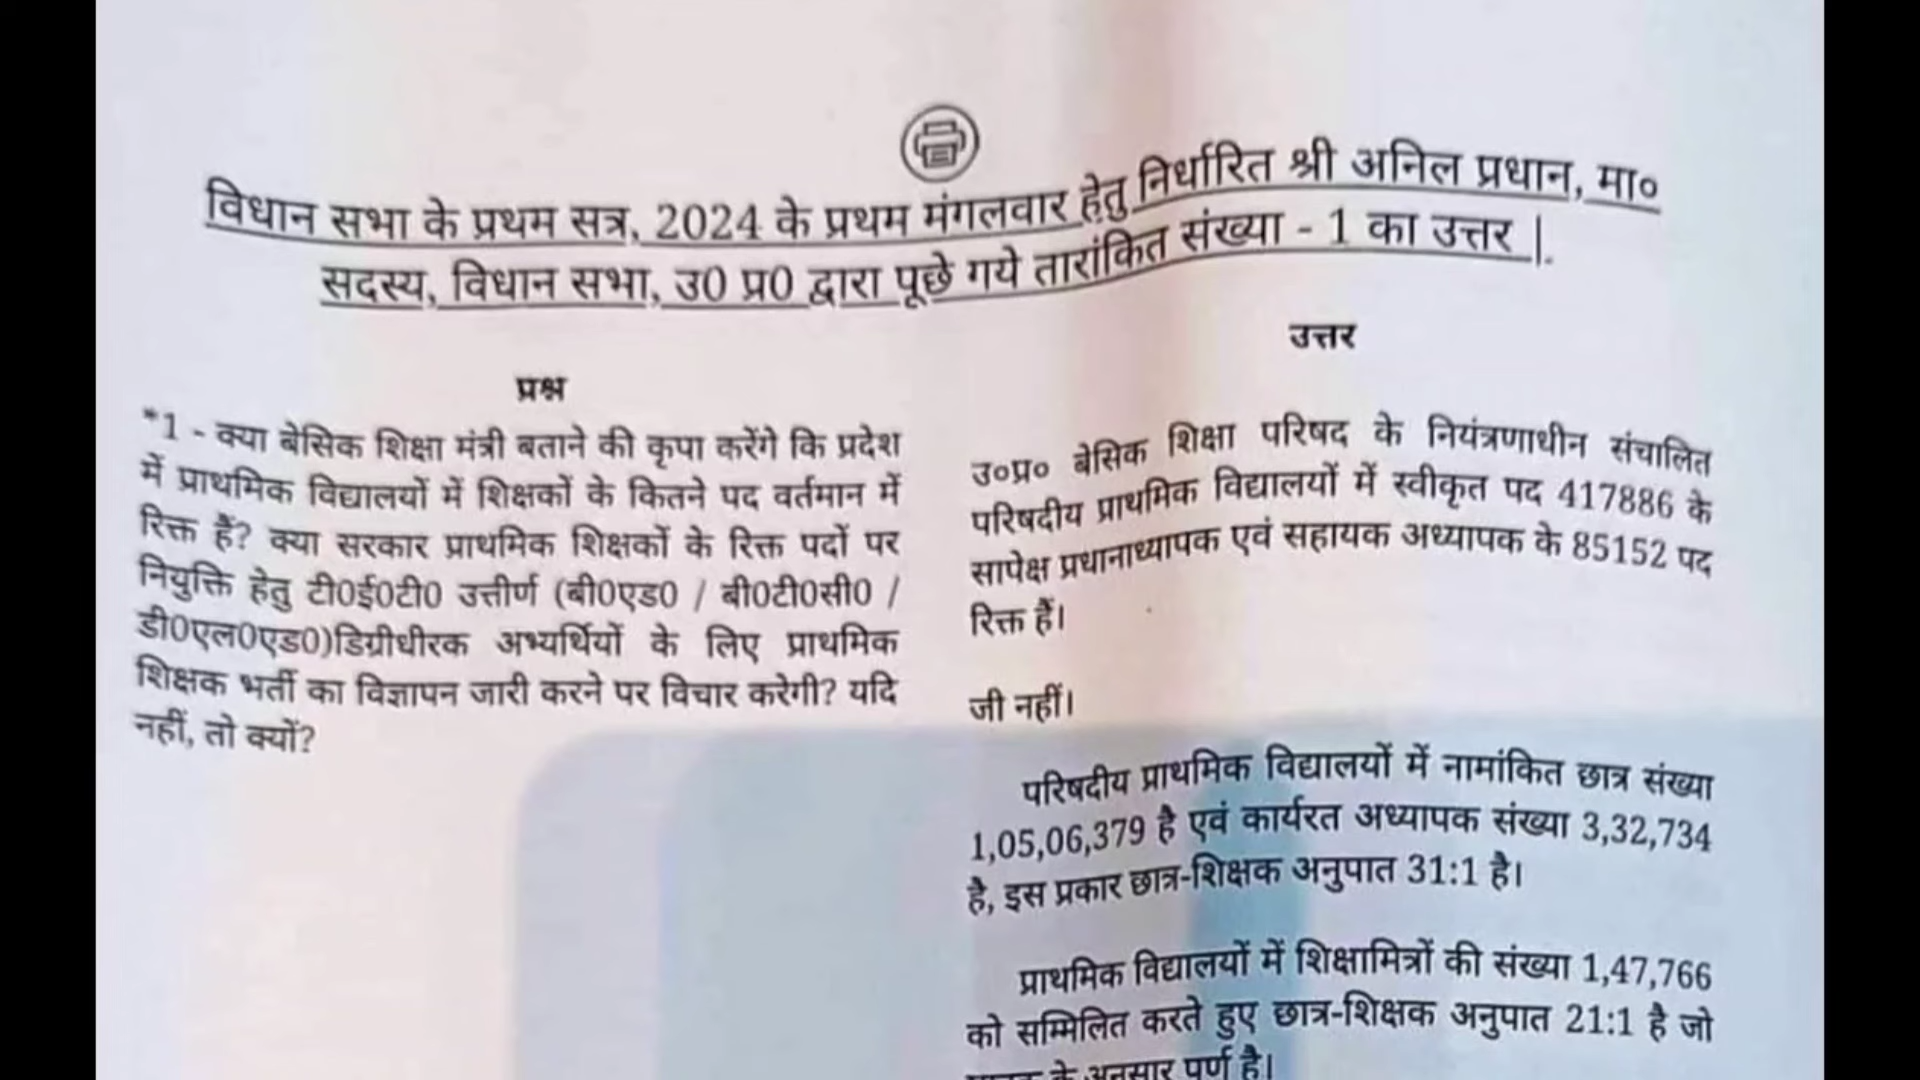 विधान सभा के प्रथम सत्र, 2024 के प्रथम मंगलवार हेतु निर्धारित श्री अनिल प्रधान, मा०
सदस्य, विधान सभा, उ0 प्र0 द्वारा पूछे गये तारांकित संख्या - 1 का उत्तर |.
प्रश्न
*1 - क्या बेसिक शिक्षा मंत्री बताने की कृपा करेंगे कि प्रदेश
में प्राथमिक विद्यालयों में शिक्षकों के कितने पद वर्तमान में
रिक्त हैं? क्या सरकार प्राथमिक शिक्षकों के रिक्त पदों पर
नियुक्ति हेतु टी0ई0टी0 उत्तीर्ण (बी0एड0 / बी0टी0सी0 /
डी0एल0एड0)डिग्रीधीरक अभ्यर्थियों के लिए प्राथमिक
शिक्षक भर्ती का विज्ञापन जारी करने पर विचार करेगी? यदि
नहीं, तो क्यों?
उत्तर
उ०प्र० बेसिक शिक्षा परिषद के नियंत्रणाधीन संचालित
परिषदीय प्राथमिक विद्यालयों में स्वीकृत पद 417886 के
सापेक्ष प्रधानाध्यापक एवं सहायक अध्यापक के 85152 पद
रिक्त हैं।
जी नहीं।
परिषदीय प्राथमिक विद्यालयों में नामांकित छात्र संख्या
1,05,06,379 है एवं कार्यरत अध्यापक संख्या 3,32,734
है, इस प्रकार छात्र-शिक्षक अनुपात 31:1 है।
प्राथमिक विद्यालयों में शिक्षामित्रों की संख्या 1,47,766
को सम्मिलित करते हुए छात्र-शिक्षक अनुपात 21:1 है जो
के अनुसार पूर्ण है।